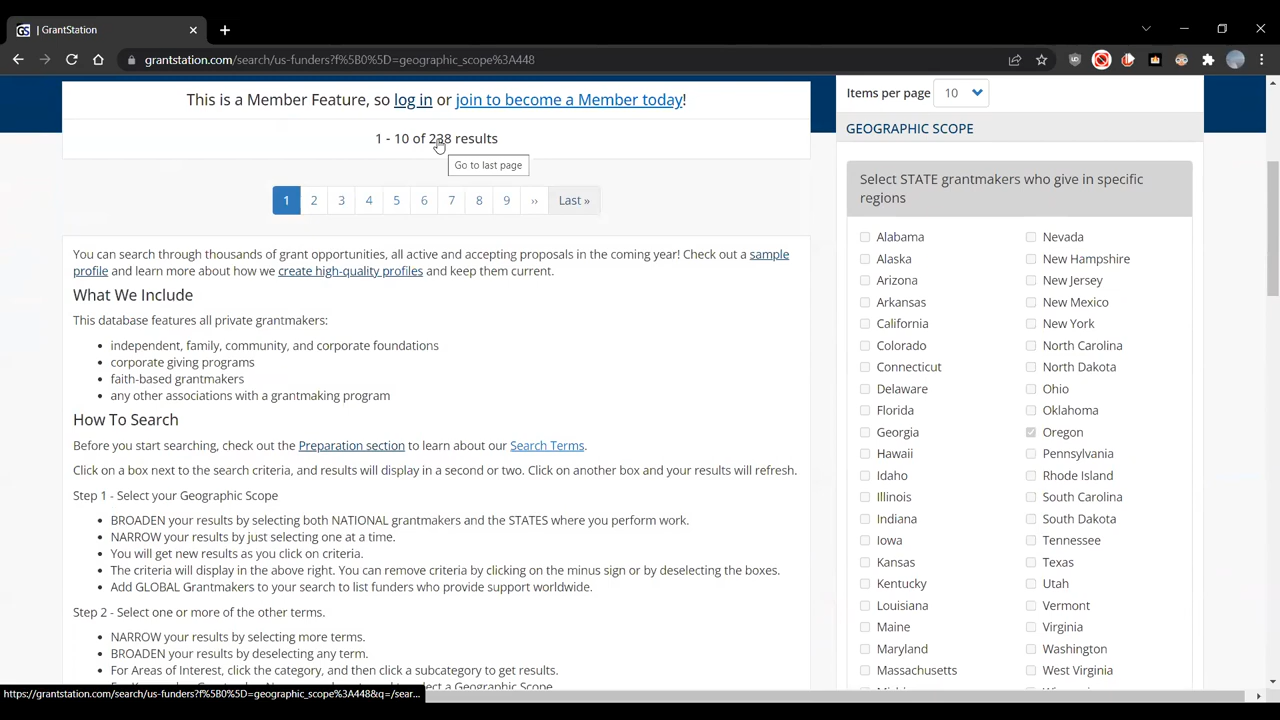 | GrantStation
grantstation.com/search/us-funders?f%5B0%5D=geographic_scope%3A448
This is a Member Feature, so log in or join to become a Member today!
1 - 10 of 238 results
Go to last page
1 2 3 4 5 6 7 8 9 ›› Last »
You can search through thousands of grant opportunities, all active and accepting proposals in the coming year! Check out a sample
profile and learn more about how we create high-quality profiles and keep them current.
What We Include
This database features all private grantmakers:
• independent, family, community, and corporate foundations
• corporate giving programs
• faith-based grantmakers
• any other associations with a grantmaking program
How To Search
Before you start searching, check out the Preparation section to learn about our Search Terms.
Click on a box next to the search criteria, and results will display in a second or two. Click on another box and your results will refresh.
Step 1 - Select your Geographic Scope
• BROADEN your results by selecting both NATIONAL grantmakers and the STATES where you perform work.
• NARROW your results by just selecting one at a time.
• You will get new results as you click on criteria.
• The criteria will display in the above right. You can remove criteria by clicking on the minus sign or by deselecting the boxes.
• Add GLOBAL Grantmakers to your search to list funders who provide support worldwide.
Step 2 - Select one or more of the other terms.
• NARROW your results by selecting more terms.
• BROADEN your results by deselecting any term.
• For Areas of Interest, click the category, and then click a subcategory to get results.
select a Geographic Scope
Items per page 10
GEOGRAPHIC SCOPE
Select STATE grantmakers who give in specific
regions
Alabama
Alaska
Arizona
Arkansas
California
Colorado
Connecticut
Delaware
Florida
Georgia
Hawaii
Idaho
Illinois
Indiana
Iowa
Kansas
Kentucky
Louisiana
Maine
Maryland
Massachusetts
Nevada
New Hampshire
New Jersey
New Mexico
New York
North Carolina
North Dakota
Ohio
Oklahoma
Oregon
Pennsylvania
Rhode Island
South Carolina
South Dakota
Tennessee
Texas
Utah
Vermont
Virginia
Washington
West Virginia
https://grantstation.com/search/us-funders?f%5B0%5D=geographic_scope%3A448&q=/sear...